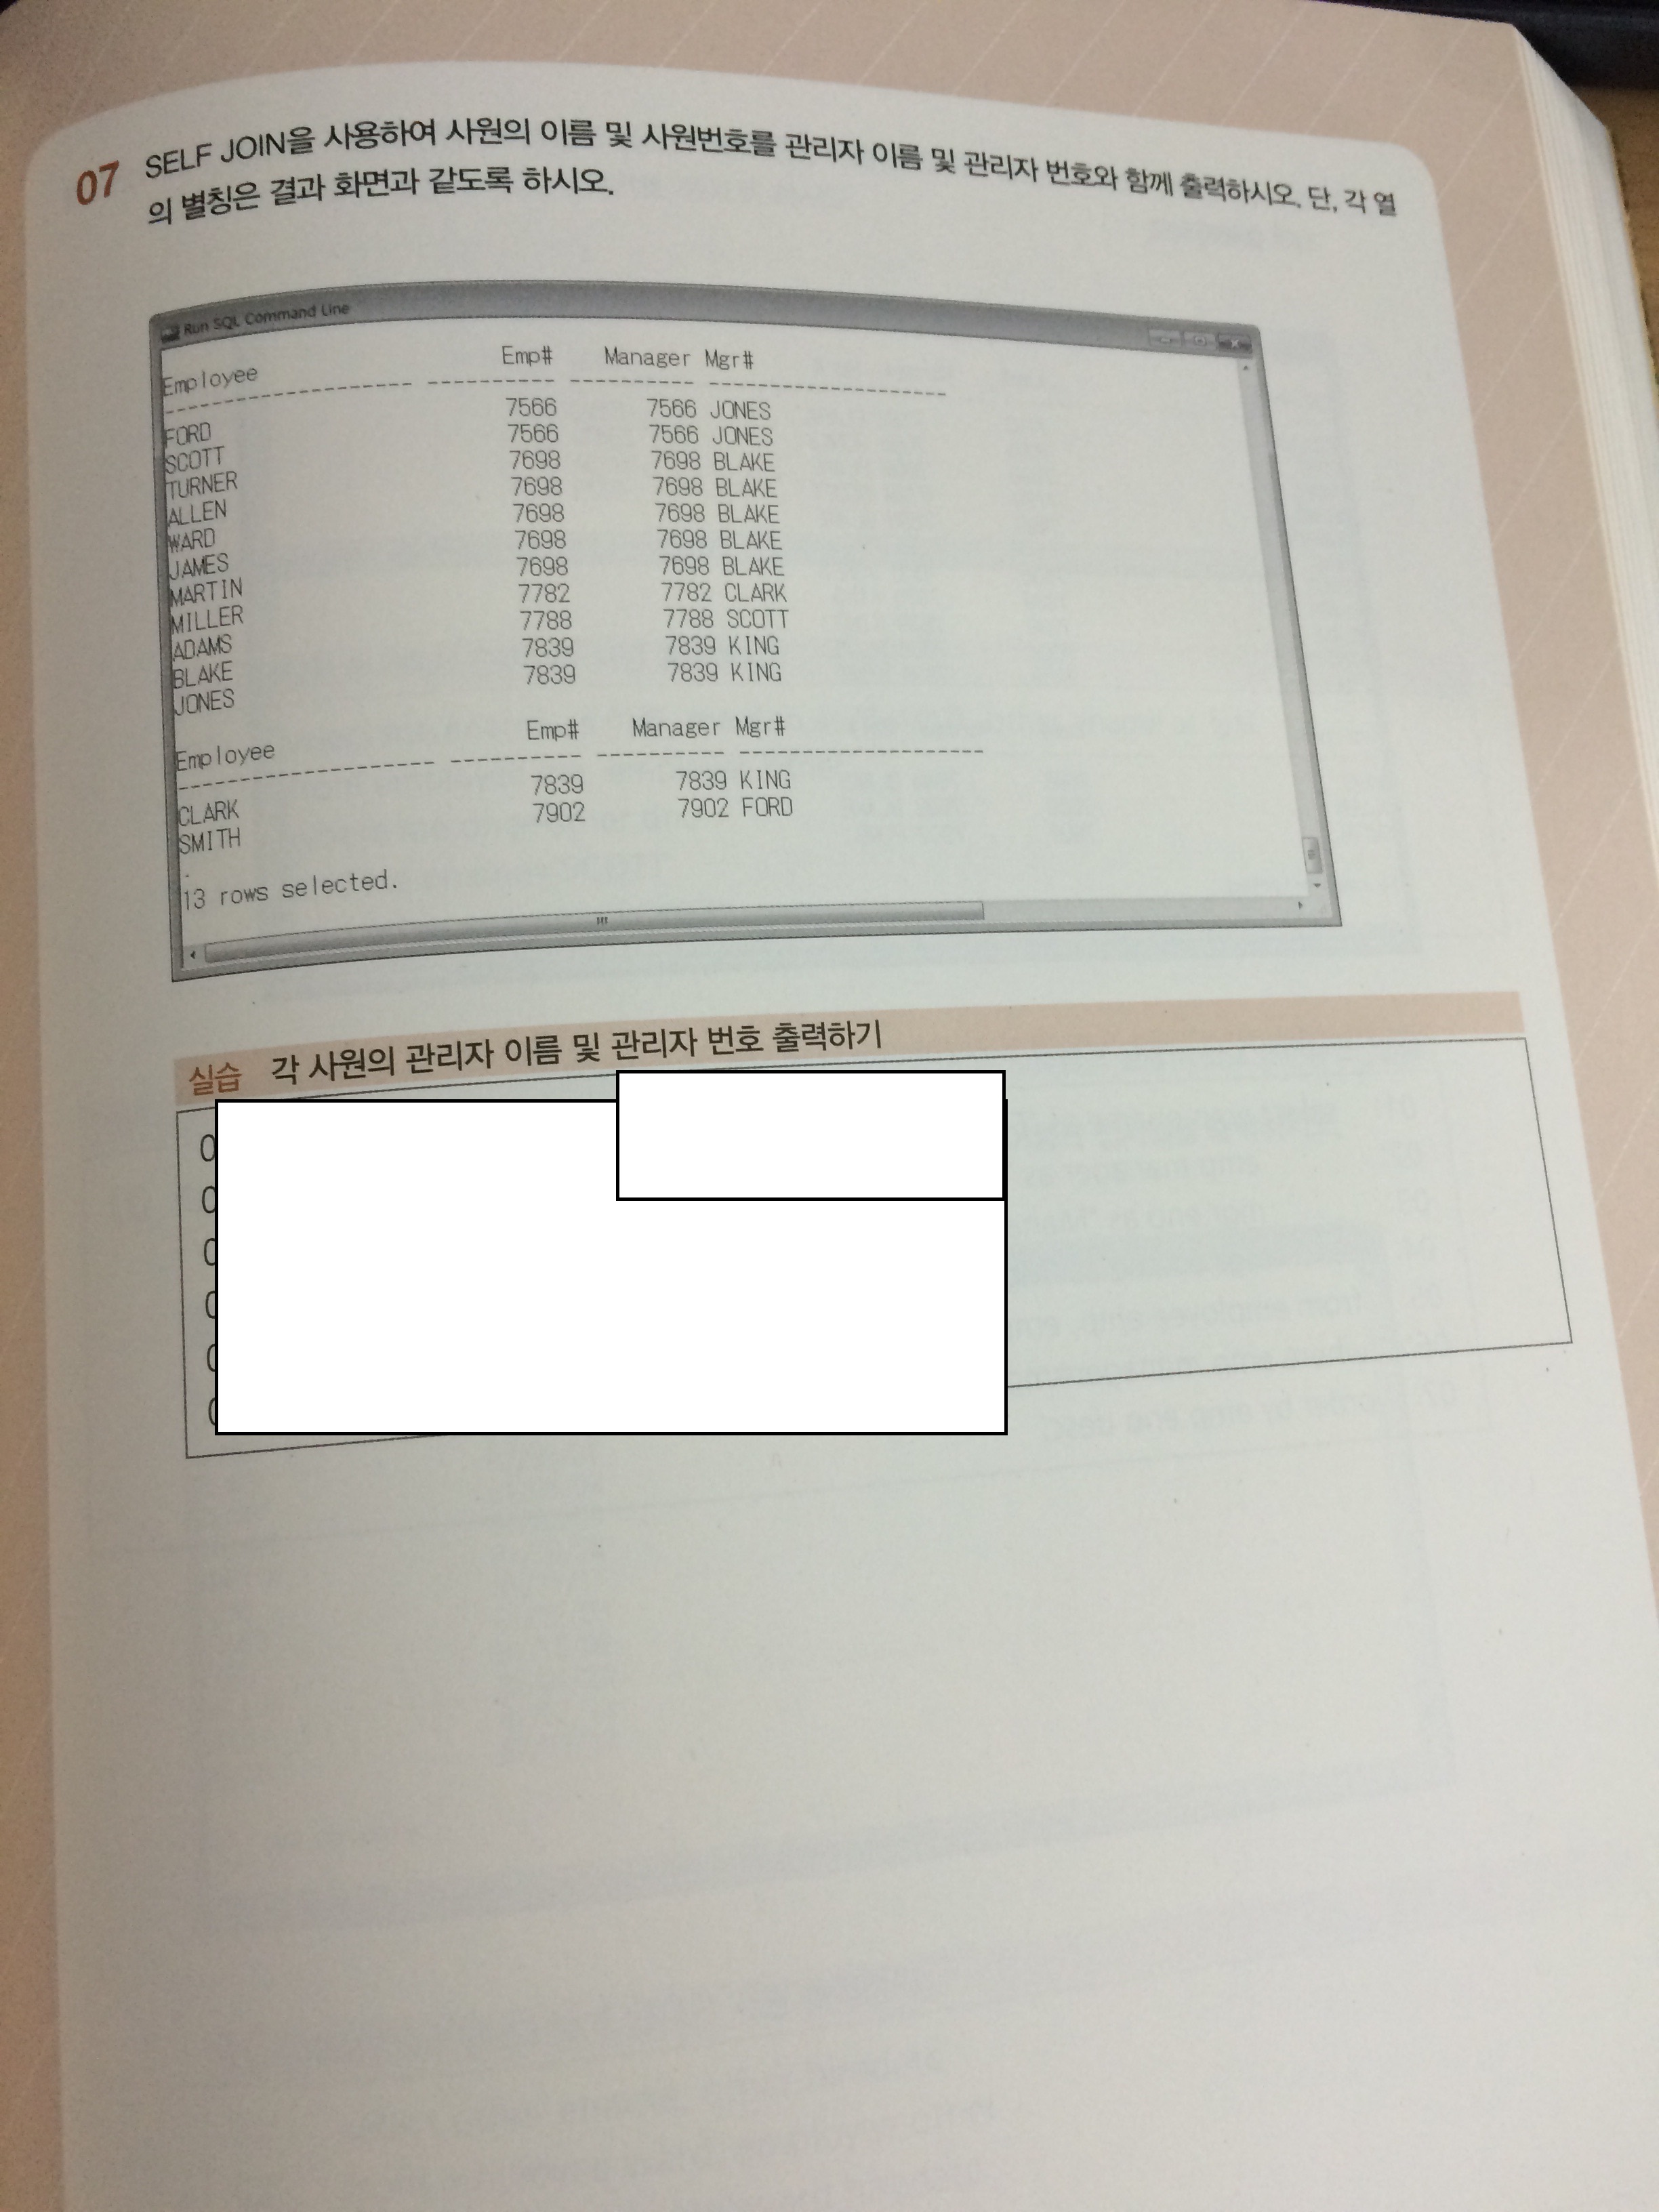 07 SELF JOIN을 사용하여 사원의 이름 및 사원번호를 관리자 이름 및 관리자 번호와 함께 출력하시오. 단, 각 열
의 별칭은 결과 화면과 같도록 하시오.
Run SQL Command Line
Employee Emp# Manager Mgr#
-------------------- ---------- ---------- --------------------
FORD 7566 7566 JONES
SCOTT 7566 7566 JONES
TURNER 7698 7698 BLAKE
ALLEN 7698 7698 BLAKE
WARD 7698 7698 BLAKE
JAMES 7698 7698 BLAKE
MARTIN 7698 7698 BLAKE
MILLER 7782 7782 CLARK
ADAMS 7788 7788 SCOTT
BLAKE 7839 7839 KING
JONES 7839 7839 KING
Employee Emp# Manager Mgr#
-------------------- ---------- ---------- --------------------
CLARK 7839 7839 KING
SMITH 7902 7902 FORD
13 rows selected.
실습 각 사원의 관리자 이름 및 관리자 번호 출력하기
0
0
0
0
0
0